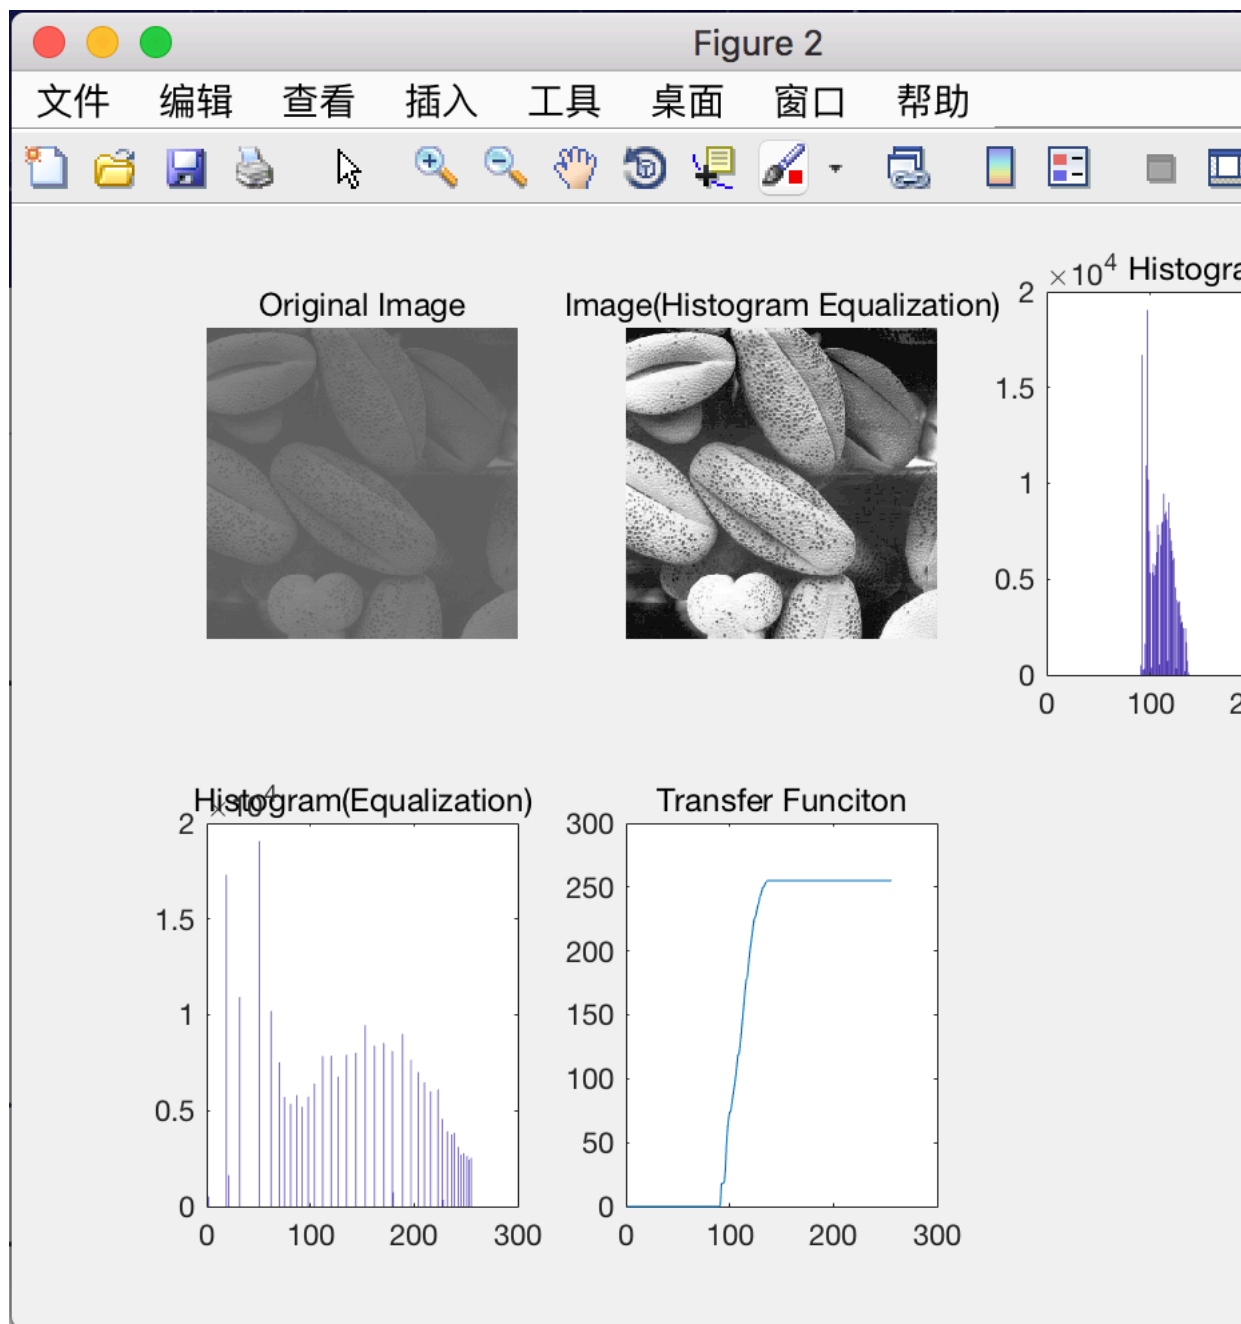 Figure 2
文件 编辑 查看 插入 工具 桌面 窗口 帮助
Original Image
Image(Histogram Equalization)
×10⁴
2
1.5
1
0.5
0
0 100
Histogram(Equalization)
×10⁴
2
1.5
1
0.5
0
0 100 200 300
Transfer Funciton
300
250
200
150
100
50
0
0 100 200 300